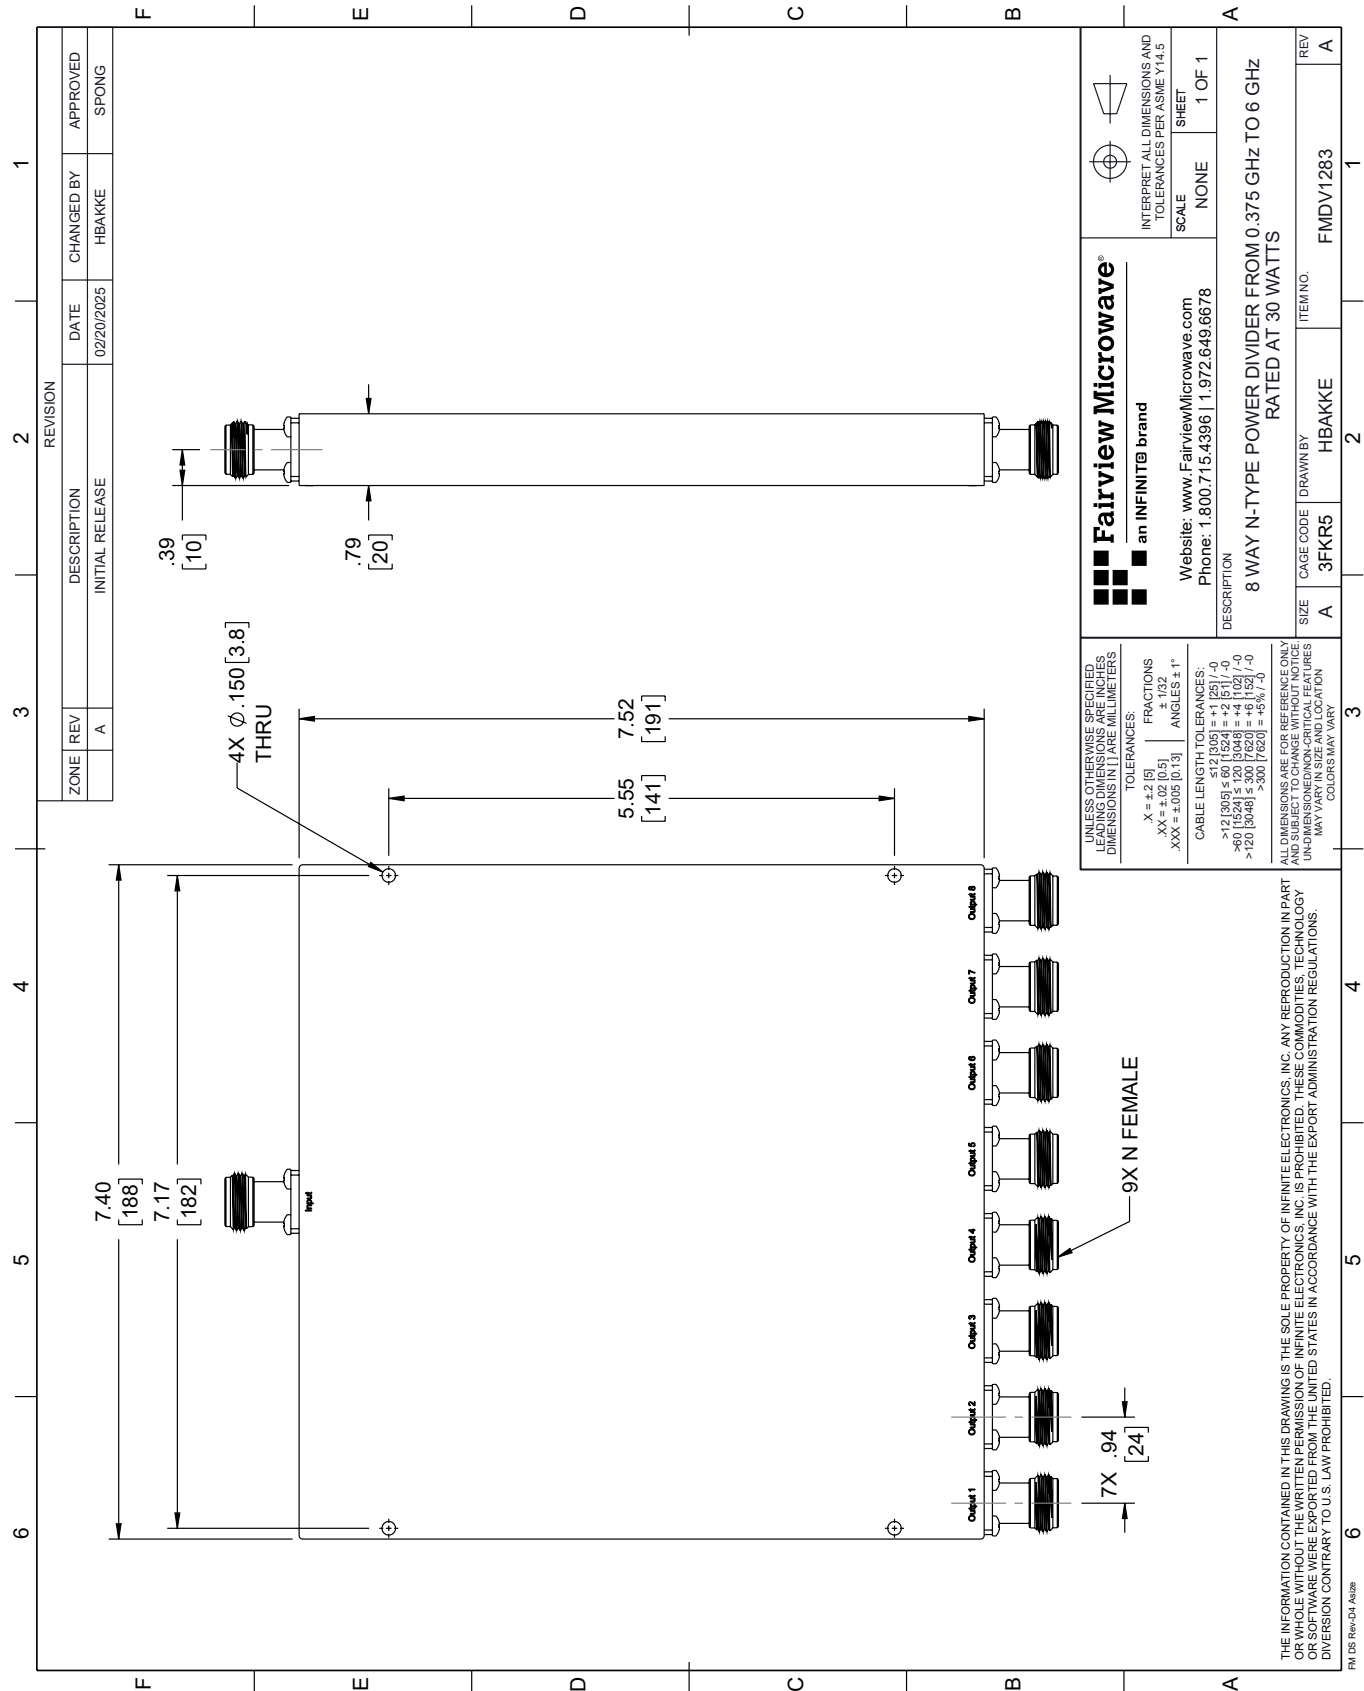 6
5
4
3
2
1
F
E
D
C
B
A
REVISION
ZONE REV DESCRIPTION DATE CHANGED BY APPROVED
A INITIAL RELEASE 02/20/2025 HBAKKE SPONG
7.40
[188]
7.17
[182]
Input
4X Ø.150 [3.8]
THRU
.39
[10]
.79
[20]
5.55
[141]
7.52
[191]
Output 1
Output 2
Output 3
Output 4
Output 5
Output 6
Output 7
Output 8
7X .94
[24]
9X N FEMALE
UNLESS OTHERWISE SPECIFIED
LEADING DIMENSIONS ARE INCHES
DIMENSIONS IN [ ] ARE MILLIMETERS
TOLERANCES:
.X = ±.2 [5] FRACTIONS
.XX = ±.02 [0.5] ± 1/32
.XXX = ±.005 [0.13] ANGLES ± 1°
CABLE LENGTH TOLERANCES:
≤12 [305] = +1 [25] / -0
>12 [305] ≤ 60 [1524] = +2 [51] / -0
>60 [1524] ≤ 120 [3048] = +4 [102] / -0
>120 [3048] ≤ 300 [7620] = +6 [152] / -0
>300 [7620] = +5% / -0
ALL DIMENSIONS ARE FOR REFERENCE ONLY
AND SUBJECT TO CHANGE WITHOUT NOTICE.
UN-DIMENSIONED/NON-CRITICAL FEATURES
MAY VARY IN SIZE AND LOCATION
COLORS MAY VARY
Fairview Microwave®
an INFINIT@ brand
Website: www.FairviewMicrowave.com
Phone: 1.800.715.4396 | 1.972.649.6678
INTERPRET ALL DIMENSIONS AND
TOLERANCES PER ASME Y14.5
SCALE SHEET
NONE 1 OF 1
DESCRIPTION
8 WAY N-TYPE POWER DIVIDER FROM 0.375 GHz TO 6 GHz
RATED AT 30 WATTS
SIZE CAGE CODE DRAWN BY ITEM NO. REV
A 3FKR5 HBAKKE FMDV1283 A
THE INFORMATION CONTAINED IN THIS DRAWING IS THE SOLE PROPERTY OF INFINITE ELECTRONICS, INC. ANY REPRODUCTION IN PART
OR WHOLE WITHOUT THE WRITTEN PERMISSION OF INFINITE ELECTRONICS, INC. IS PROHIBITED. THESE COMMODITIES, TECHNOLOGY
OR SOFTWARE WERE EXPORTED FROM THE UNITED STATES IN ACCORDANCE WITH THE EXPORT ADMINISTRATION REGULATIONS.
DIVERSION CONTRARY TO U.S. LAW PROHIBITED.
6
5
4
3
2
1
F
E
D
C
B
A
FM DS Rev-D4 Asize